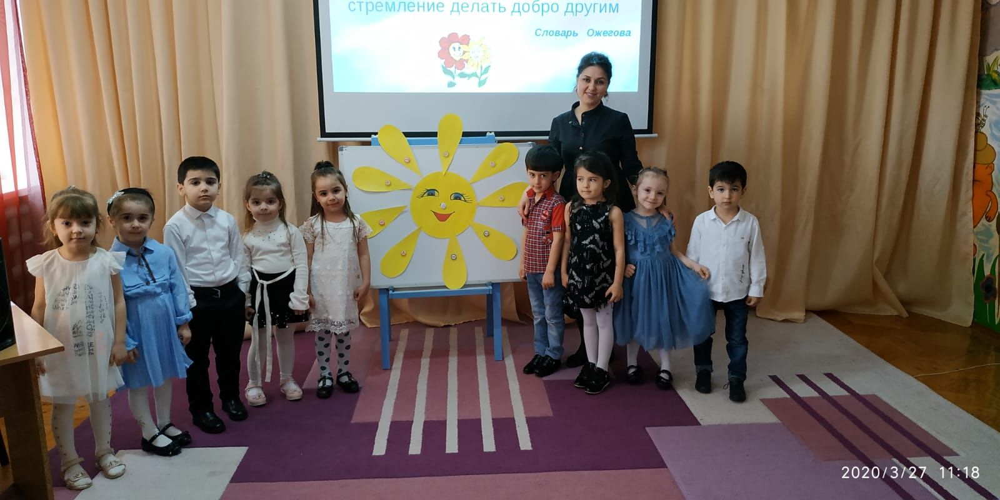 стремление делать добро другим
Словарь Ожегова
2020/3/27 11:18